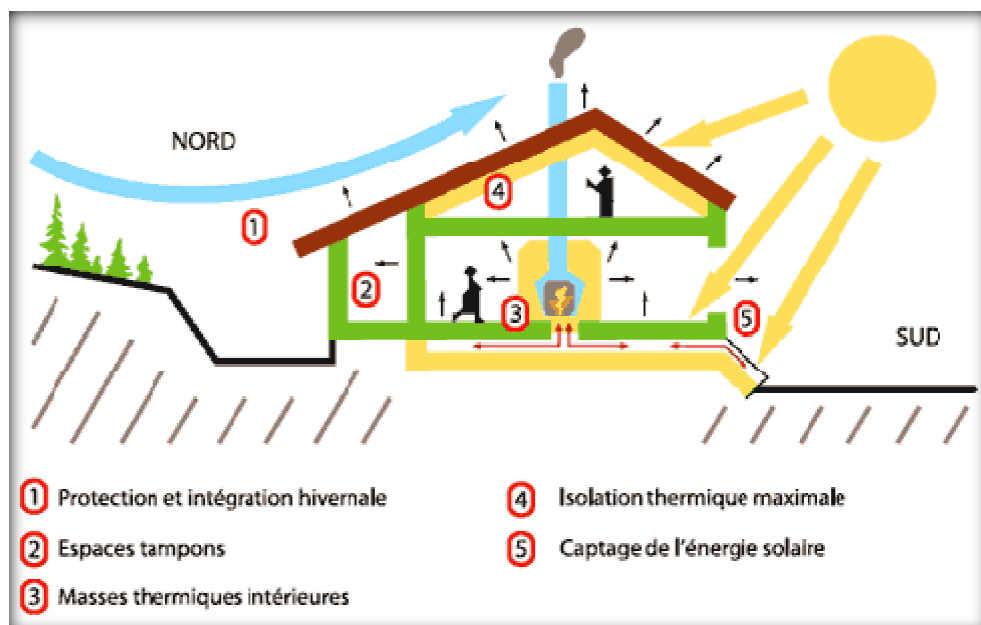 NORD
4
1
2
3
5
SUD
1 Protection et intégration hivernale
2 Espaces tampons
3 Masses thermiques intérieures
4 Isolation thermique maximale
5 Captage de l'énergie solaire